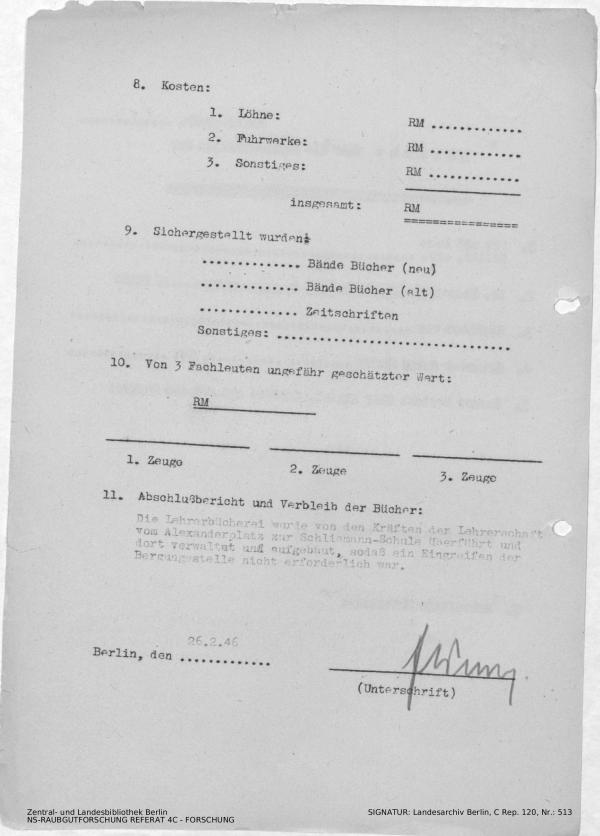 8. Kosten:
1. Löhne: RM .............
2. Fuhrwerke: RM .............
3. Sonstiges: RM .............
insgesamt: RM
================
9. Sichergestellt wurden:
.............. Bände Bücher (neu)
.............. Bände Bücher (alt)
.............. Zeitschriften
Sonstiges: ..................................
10. Von 3 Fachleuten ungefähr geschätzter Wert:
RM
1. Zeuge 2. Zeuge 3. Zeuge
11. Abschlußbericht und Verbleib der Bücher:
Die Lehrerbücherei wurde von den Kräften der Lehrerschaft
vom Alexanderplatz zur Schliemann-Schule überführt und
dort verwaltet und aufgebaut, sodaß ein Eingreifen der
Bergungsstelle nicht erforderlich war.
26.2.46
Berlin, den .............
(Unterschrift)
Zentral- und Landesbibliothek Berlin
NS-RAUBGUTFORSCHUNG REFERAT 4C - FORSCHUNG
SIGNATUR: Landesarchiv Berlin, C Rep. 120, Nr.: 513